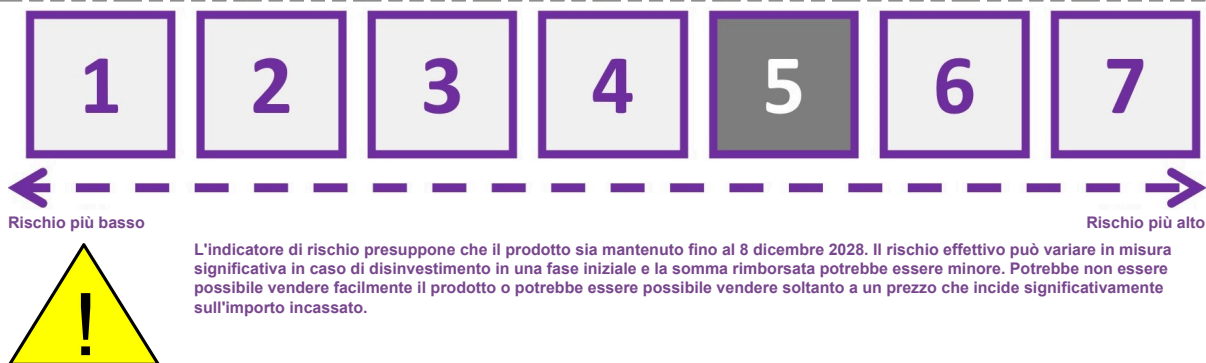 1 2 3 4 5 6 7
Rischio più basso Rischio più alto
L'indicatore di rischio presuppone che il prodotto sia mantenuto fino al 8 dicembre 2028. Il rischio effettivo può variare in misura
significativa in caso di disinvestimento in una fase iniziale e la somma rimborsata potrebbe essere minore. Potrebbe non essere
possibile vendere facilmente il prodotto o potrebbe essere possibile vendere soltanto a un prezzo che incide significativamente
sull'importo incassato.
!